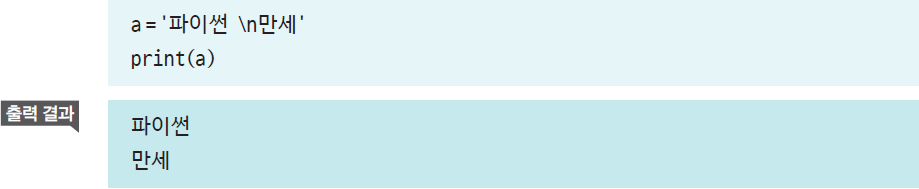 a = '파이썬 \n만세'
print(a)
출력 결과
파이썬
만세